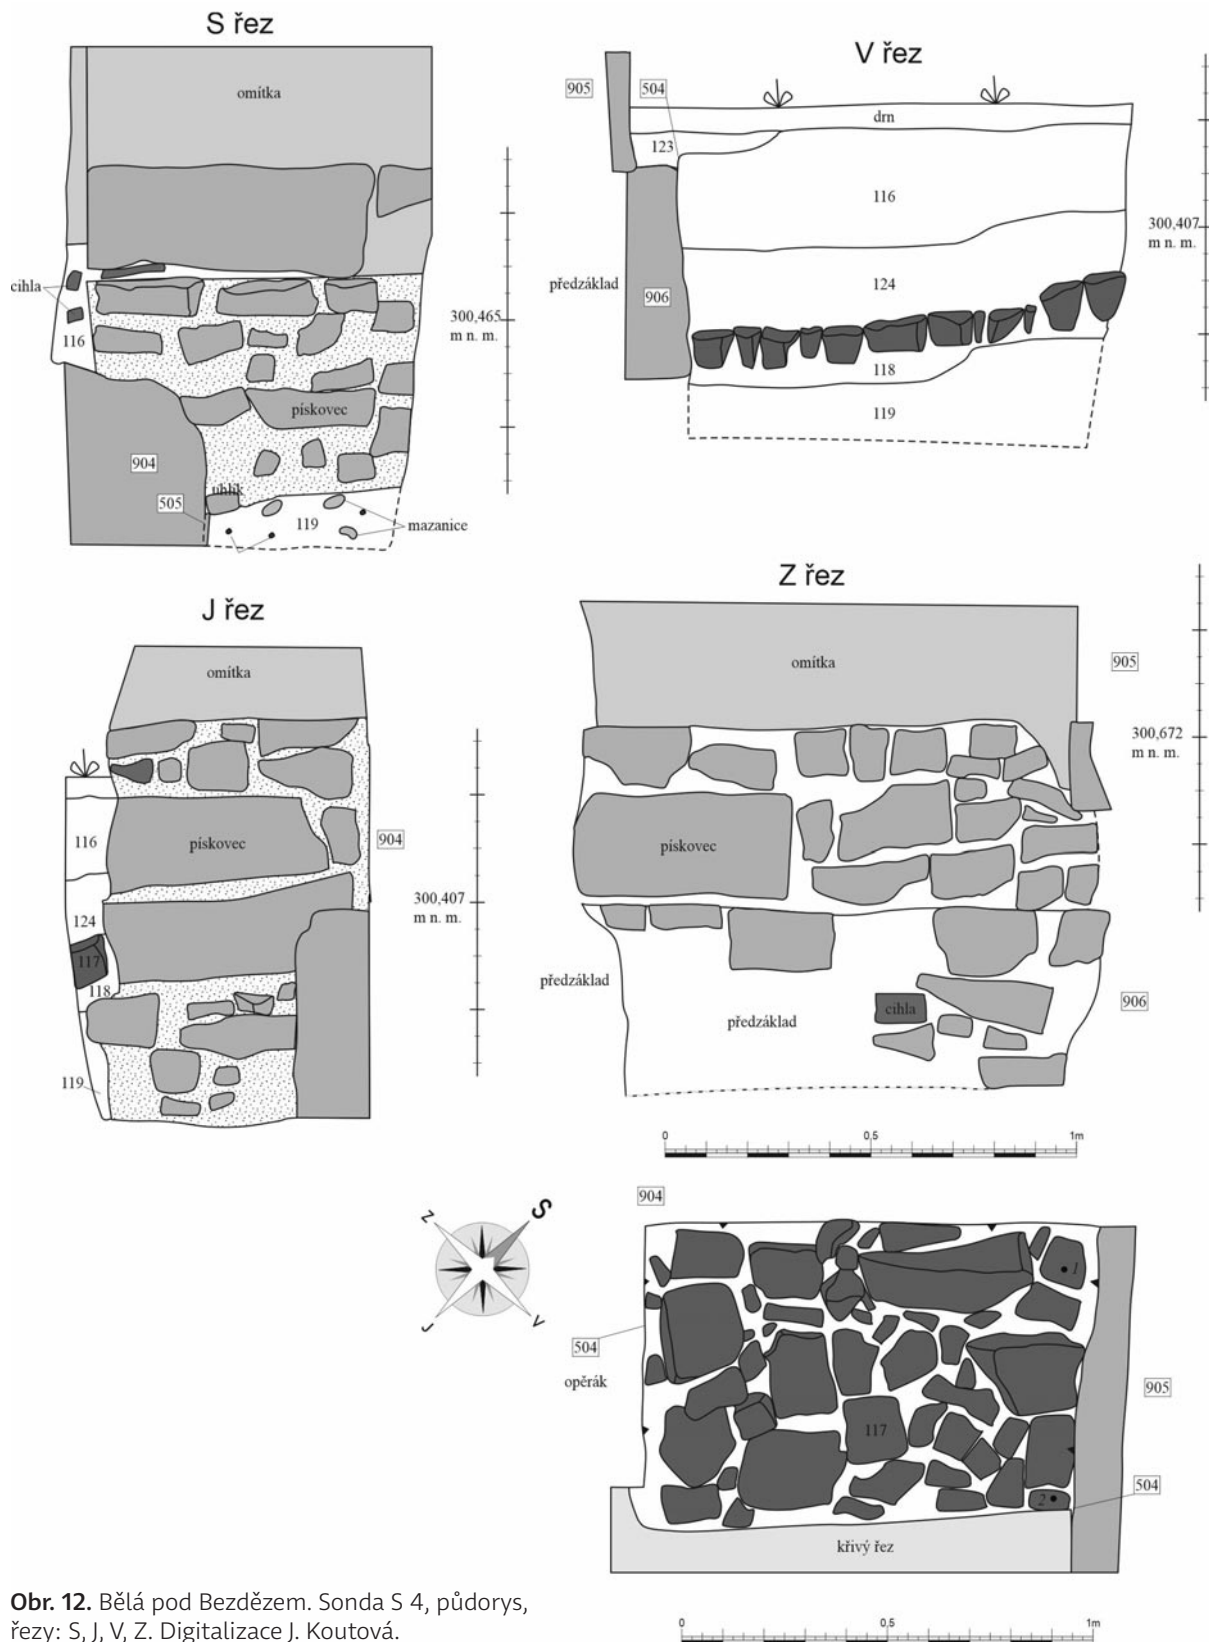 S řez
omítka
cihla
116
300,465
m n. m.
pískovec
904
505
uhlík
119
mazanice
V řez
905
504
drn
123
116
300,407
m n. m.
předzáklad
124
906
118
119
J řez
omítka
116
pískovec
904
124
300,407
m n. m.
117
118
119
Z řez
omítka
905
300,672
m n. m.
pískovec
předzáklad
předzáklad
cihla
906
0 0,5 1m
904
Z S
J V
1
504
opěrák
905
117
2
504
křivý řez
0 0,5 1m
Obr. 12. Bělá pod Bezdězem. Sonda S 4, půdorys,
řezy: S, J, V, Z. Digitalizace J. Koutová.